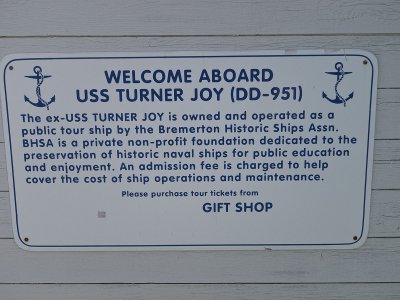 WELCOME ABOARD
USS TURNER JOY (DD-951)
The ex-USS TURNER JOY is owned and operated as a
public tour ship by the Bremerton Historic Ships Assn.
BHSA is a private non-profit foundation dedicated to the
preservation of historic naval ships for public education
and enjoyment. An admission fee is charged to help
cover the cost of ship operations and maintenance.
Please purchase tour tickets from
GIFT SHOP